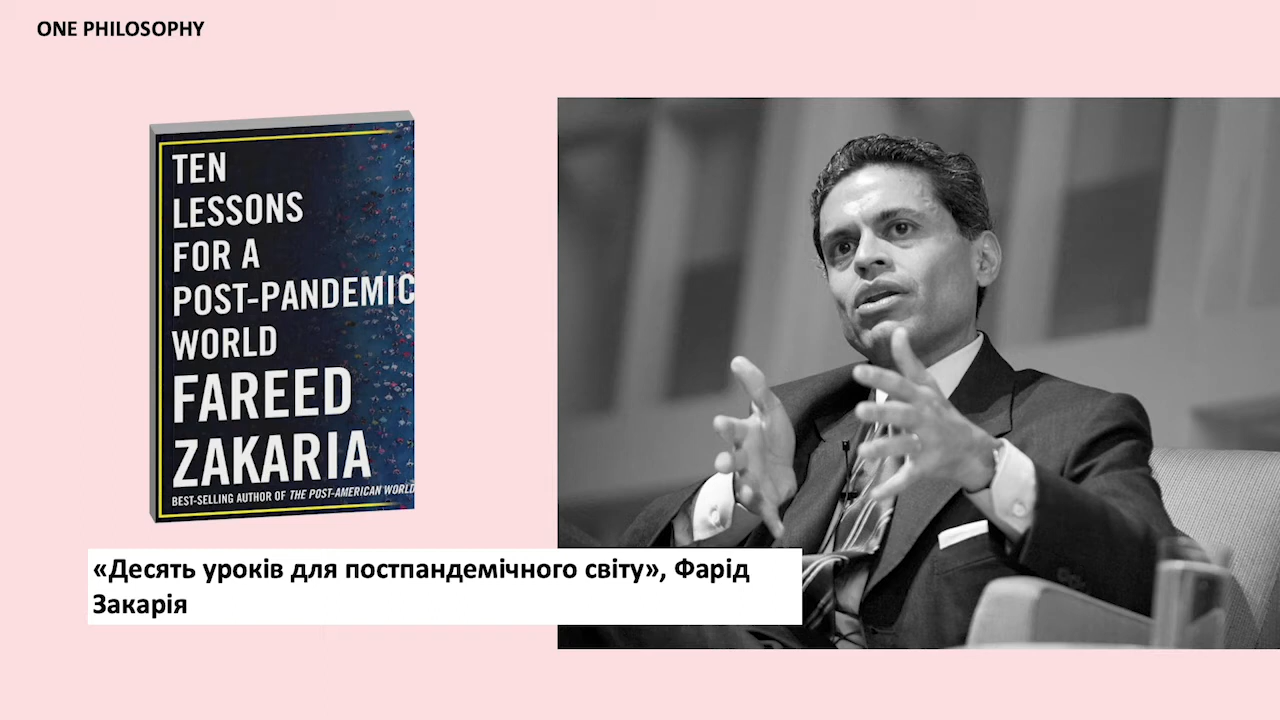 ONE PHILOSOPHY
TEN
LESSONS
FOR A
POST-PANDEMIC
WORLD
FAREED
ZAKARIA
BEST-SELLING AUTHOR OF THE POST-AMERICAN WORLD
«Десять уроків для постпандемічного світу», Фарід
Закарія